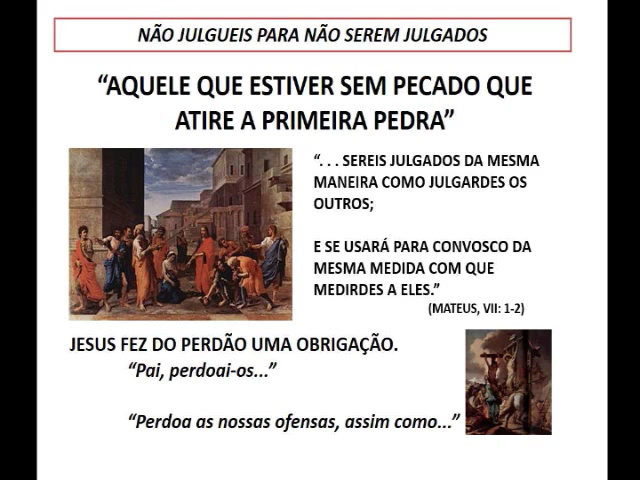 NÃO JULGUEIS PARA NÃO SEREM JULGADOS
“AQUELE QUE ESTIVER SEM PECADO QUE
ATIRE A PRIMEIRA PEDRA”
“. . . SEREIS JULGADOS DA MESMA
MANEIRA COMO JULGARDES OS
OUTROS;
E SE USARÁ PARA CONVOSCO DA
MESMA MEDIDA COM QUE
MEDIRDES A ELES.”
(MATEUS, VII: 1-2)
JESUS FEZ DO PERDÃO UMA OBRIGAÇÃO.
“Pai, perdoai-os...”
“Perdoa as nossas ofensas, assim como...”